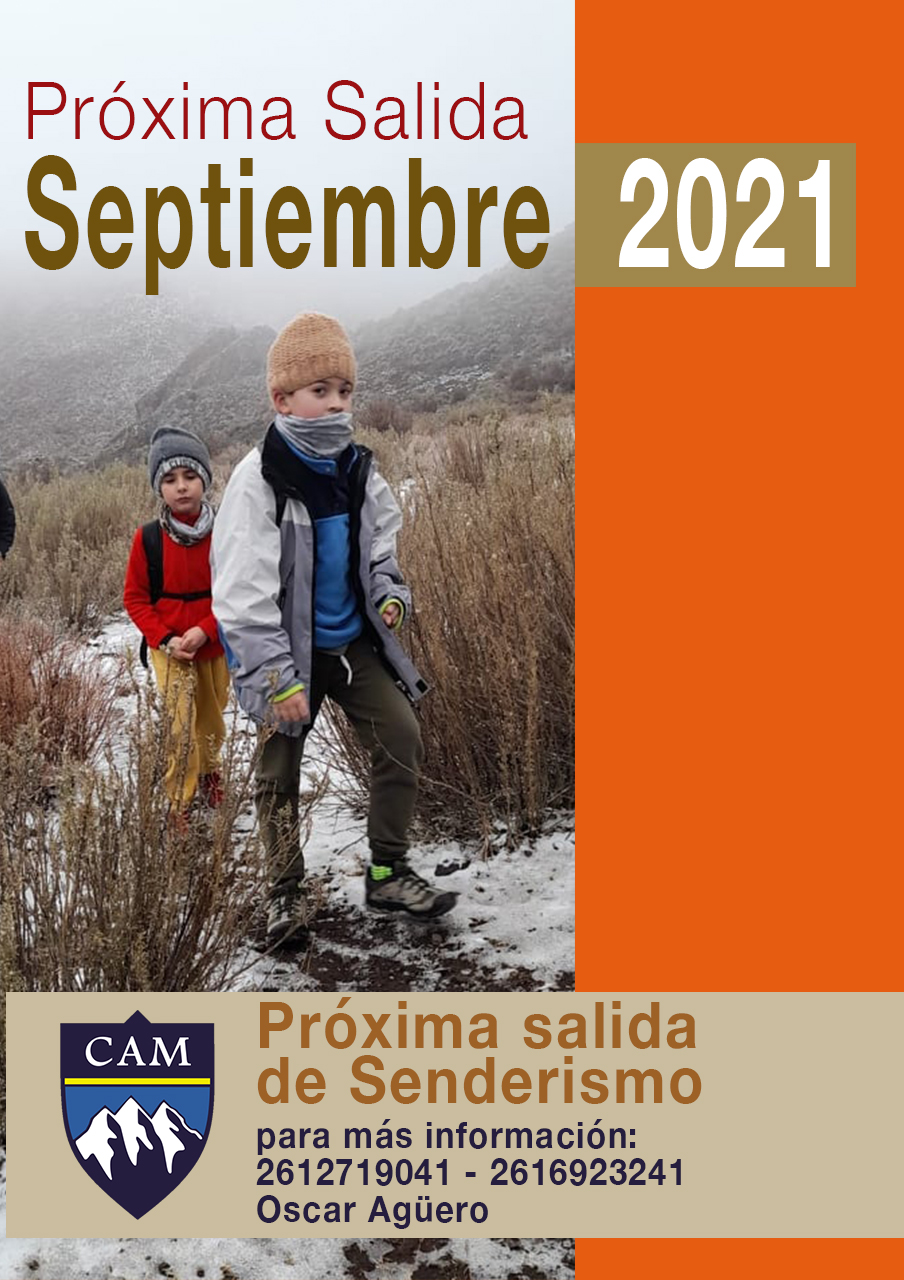 Próxima Salida
Septiembre 2021
CAM
Próxima salida
de Senderismo
para más información:
2612719041 - 2616923241
Oscar Agüero